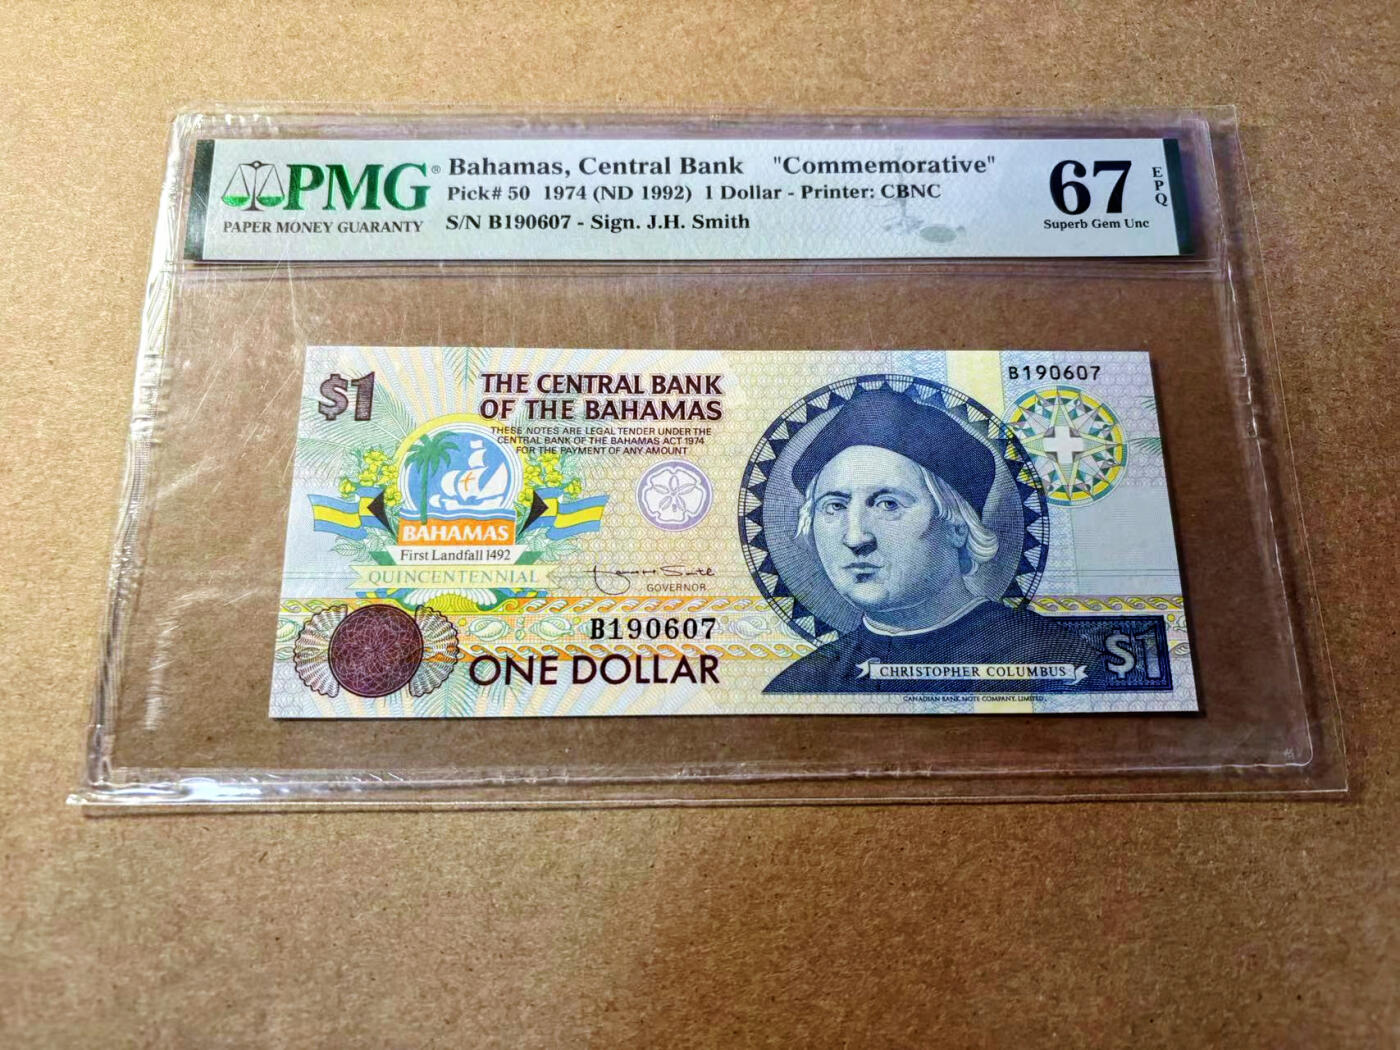 PMG®
PAPER MONEY GUARANTY
Bahamas, Central Bank "Commemorative"
Pick# 50 1974 (ND 1992) 1 Dollar - Printer: CBNC
S/N B190607 - Sign. J.H. Smith
67
EPQ
Superb Gem Unc
$1
THE CENTRAL BANK
OF THE BAHAMAS
THESE NOTES ARE LEGAL TENDER UNDER THE
CENTRAL BANK OF THE BAHAMAS ACT 1974
FOR THE PAYMENT OF ANY AMOUNT
B190607
BAHAMAS
First Landfall 1492
QUINCENTENNIAL
James H Smith
GOVERNOR
B190607
ONE DOLLAR
CHRISTOPHER COLUMBUS
$1
CANADIAN BANK NOTE COMPANY, LIMITED.